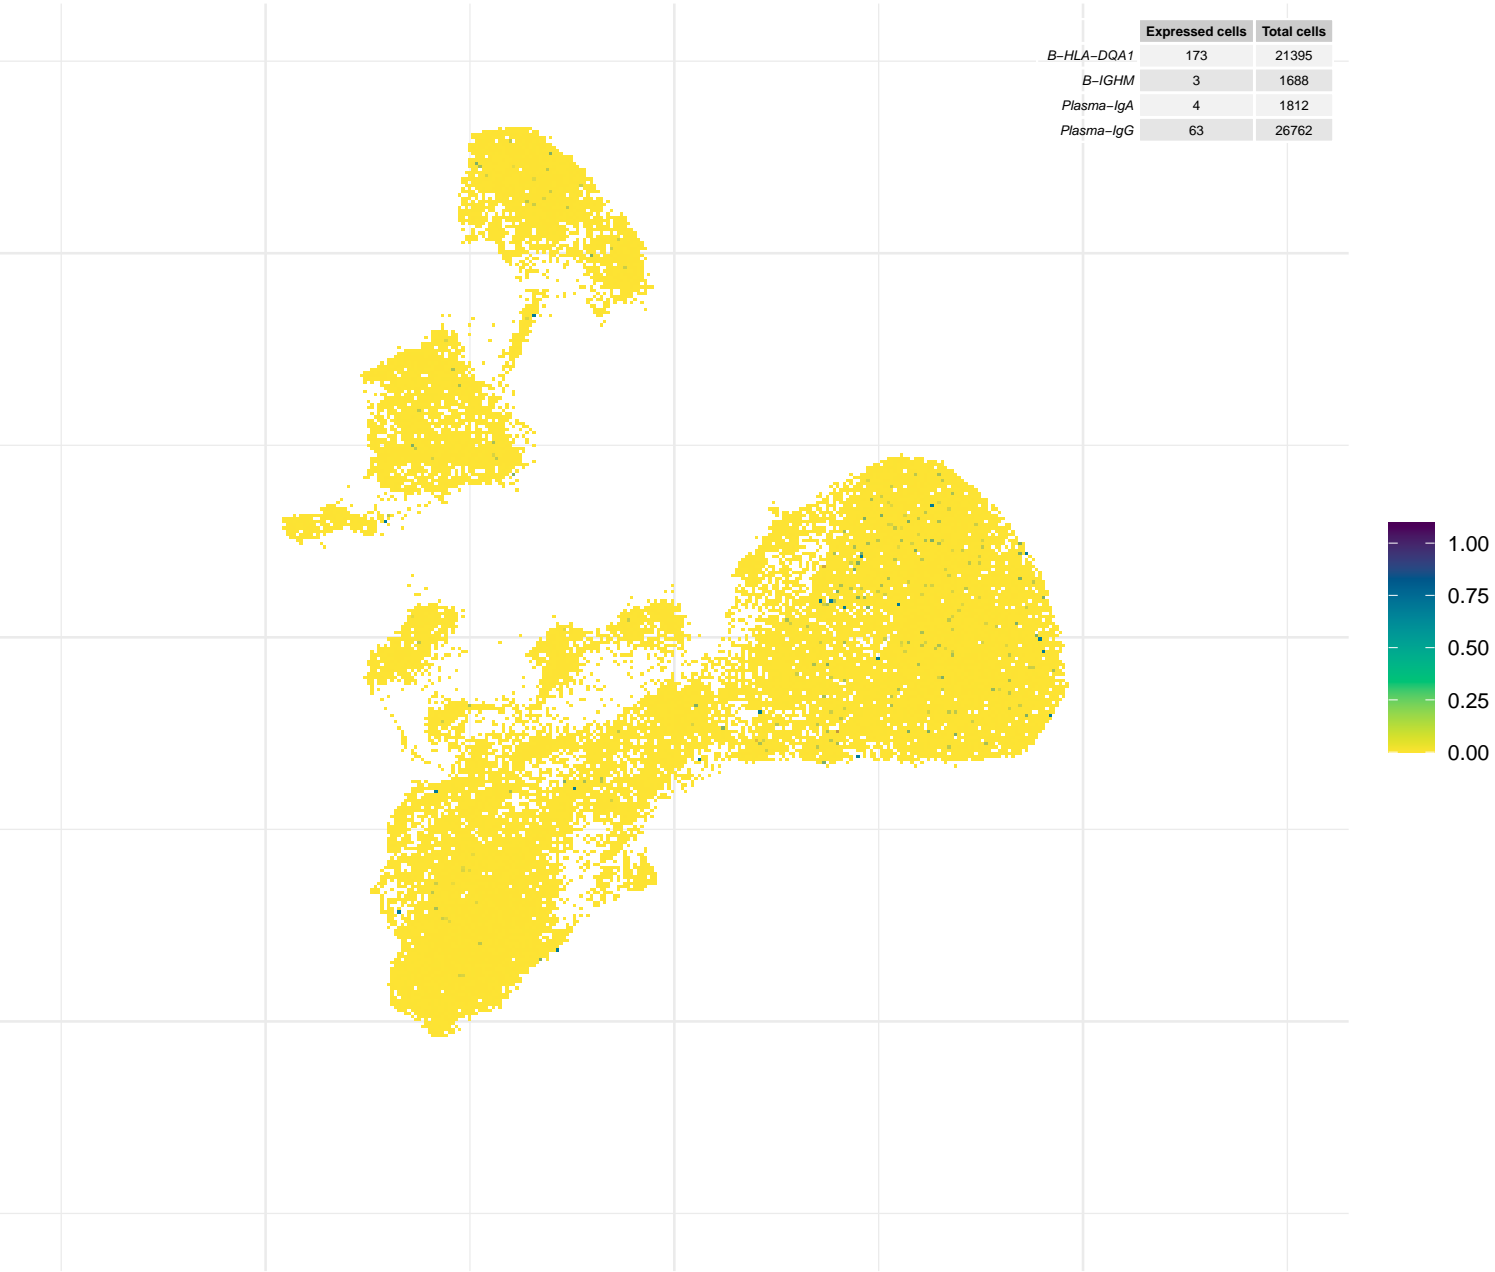 Expressed cells Total cells
B−HLA−DQA1 173 21395
B−IGHM 3 1688
Plasma−IgA 4 1812
Plasma−IgG 63 26762
1.00
0.75
0.50
0.25
0.00